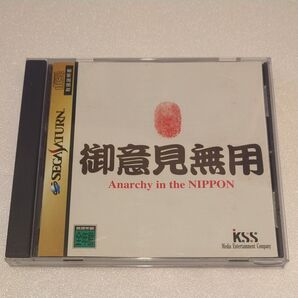 SEGA SATURN
御意見無用
Anarchy in the NIPPON
KSS
Media Entertainment Company